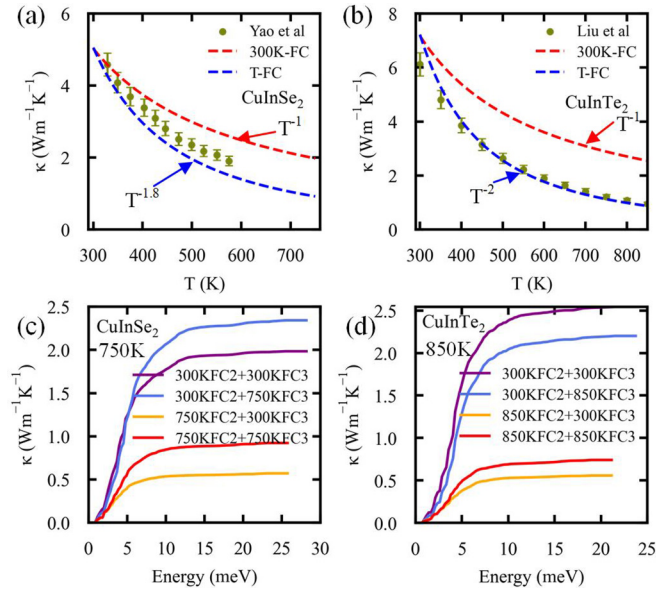 (a)
6
4
2
0
κ (Wm⁻¹K⁻¹)
Yao et al
300K-FC
T-FC
CuInSe₂
T⁻¹
T⁻¹·⁸
300 400 500 600 700
T (K)
(b)
8
6
4
2
0
κ (Wm⁻¹K⁻¹)
Liu et al
300K-FC
T-FC
CuInTe₂
T⁻¹
T⁻²
300 400 500 600 700 800
T (K)
(c)
2.5
2.0
1.5
1.0
0.5
0.0
κ (Wm⁻¹K⁻¹)
CuInSe₂
750K
300KFC2+300KFC3
300KFC2+750KFC3
750KFC2+300KFC3
750KFC2+750KFC3
0 5 10 15 20 25 30
Energy (meV)
(d)
2.5
2.0
1.5
1.0
0.5
0.0
κ (Wm⁻¹K⁻¹)
CuInTe₂
850K
300KFC2+300KFC3
300KFC2+850KFC3
850KFC2+300KFC3
850KFC2+850KFC3
0 5 10 15 20 25
Energy (meV)